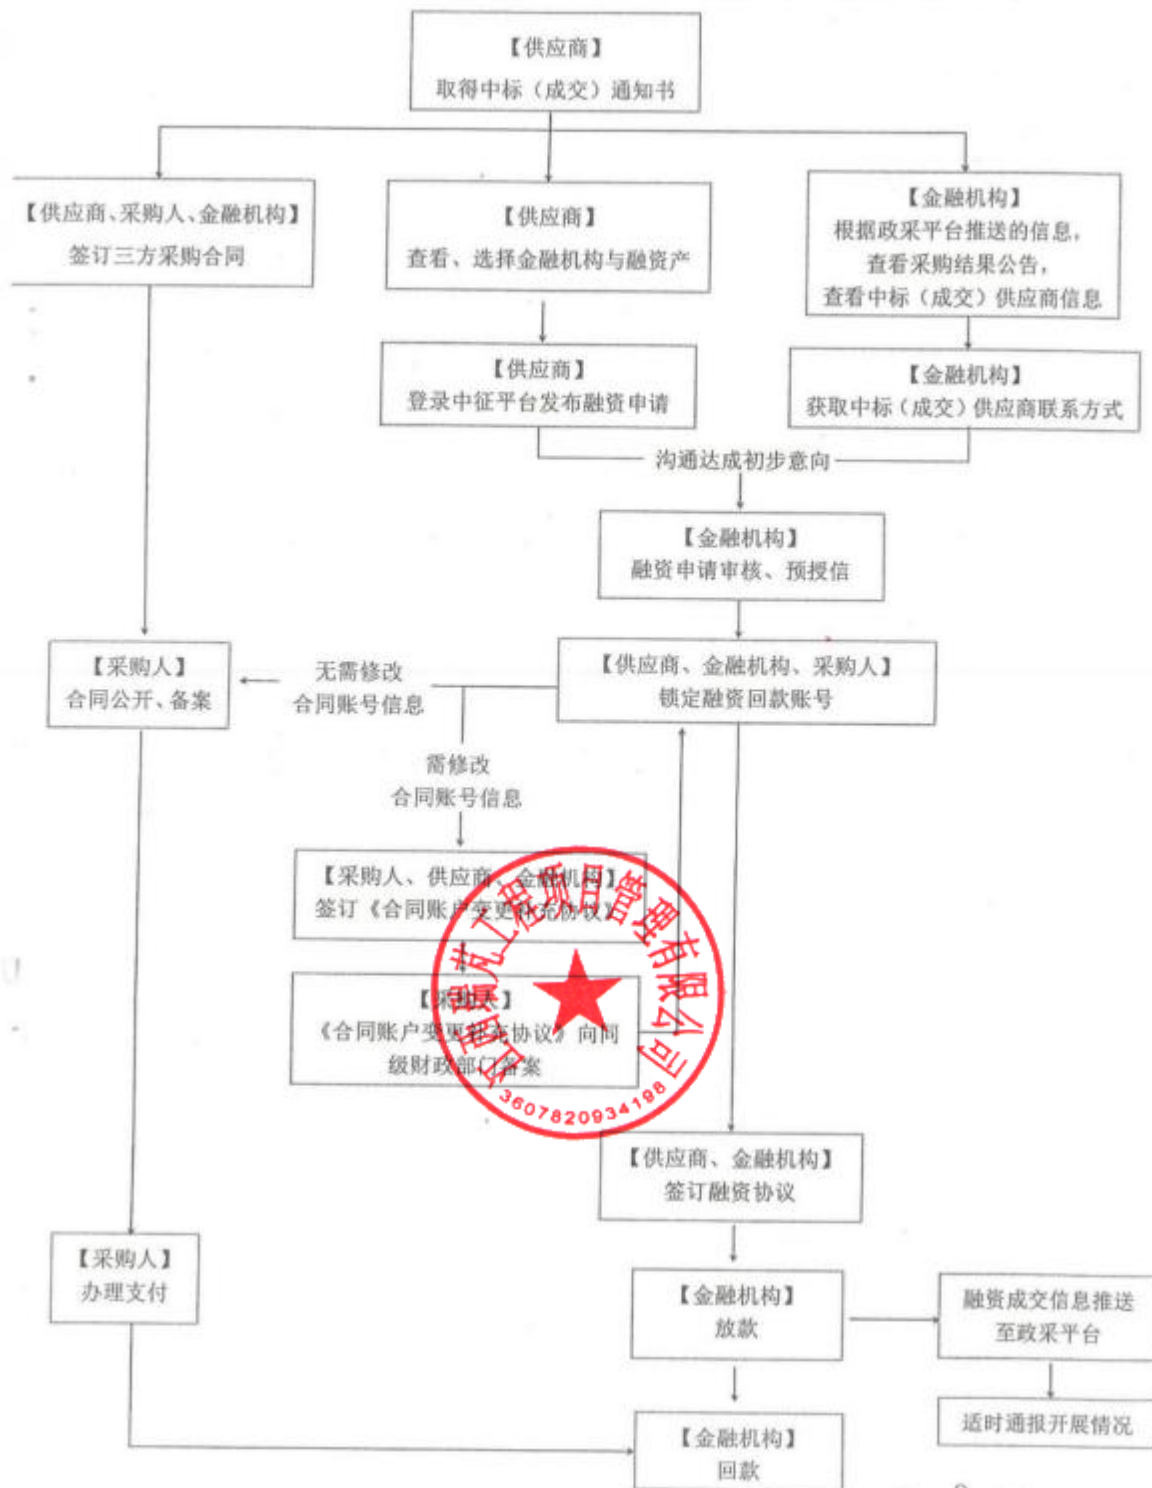 【供应商】
取得中标（成交）通知书
【供应商、采购人、金融机构】
签订三方采购合同
【供应商】
查看、选择金融机构与融资产
【金融机构】
根据政采平台推送的信息，
查看采购结果公告，
查看中标（成交）供应商信息
【供应商】
登录中征平台发布融资申请
【金融机构】
获取中标（成交）供应商联系方式
沟通达成初步意向
【金融机构】
融资申请审核、预授信
【采购人】
合同公开、备案
无需修改
合同账号信息
【供应商、金融机构、采购人】
锁定融资回款账号
需修改
合同账号信息
【采购人、供应商、金融机构】
签订《合同账户变更补充协议》
【采购人】
《合同账户变更补充协议》向同
级财政部门备案
江西瑞凡工程项目管理有限公司
3607820934198
【供应商、金融机构】
签订融资协议
【采购人】
办理支付
【金融机构】
放款
融资成交信息推送
至政采平台
适时通报开展情况
【金融机构】
回款